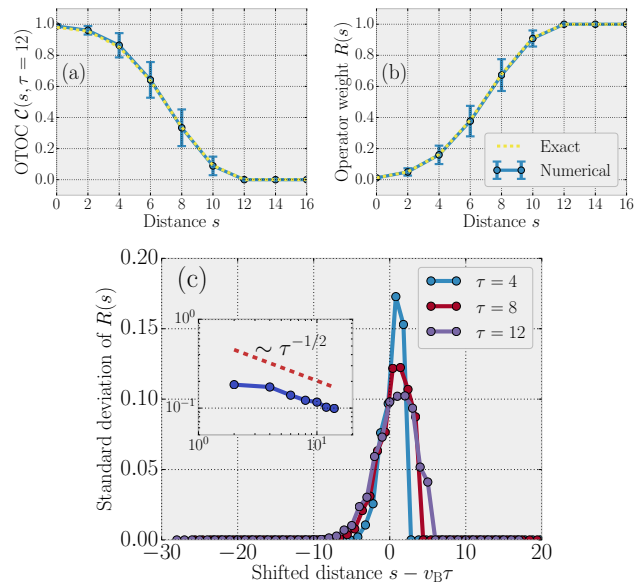 1.0
0.8
0.6
0.4
0.2
0.0
OTOC C(s, τ = 12)
(a)
0 2 4 6 8 10 12 14 16
Distance s
1.0
0.8
0.6
0.4
0.2
0.0
Operator weight R(s)
(b)
Exact
Numerical
0 2 4 6 8 10 12 14 16
Distance s
0.20
0.15
0.10
0.05
0.00
Standard deviation of R(s)
(c)
τ = 4
τ = 8
τ = 12
10⁰
10⁻¹
∼ τ⁻¹/²
10⁰ 10¹
−30 −20 −10 0 10 20
Shifted distance s − v_B τ